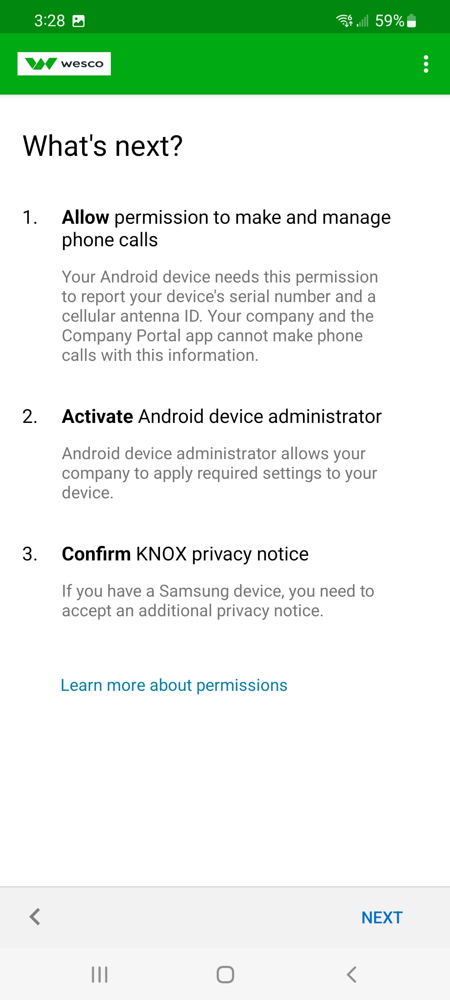 3:28
59%
wesco
What's next?
1. Allow permission to make and manage
phone calls
Your Android device needs this permission
to report your device's serial number and a
cellular antenna ID. Your company and the
Company Portal app cannot make phone
calls with this information.
2. Activate Android device administrator
Android device administrator allows your
company to apply required settings to your
device.
3. Confirm KNOX privacy notice
If you have a Samsung device, you need to
accept an additional privacy notice.
Learn more about permissions
NEXT